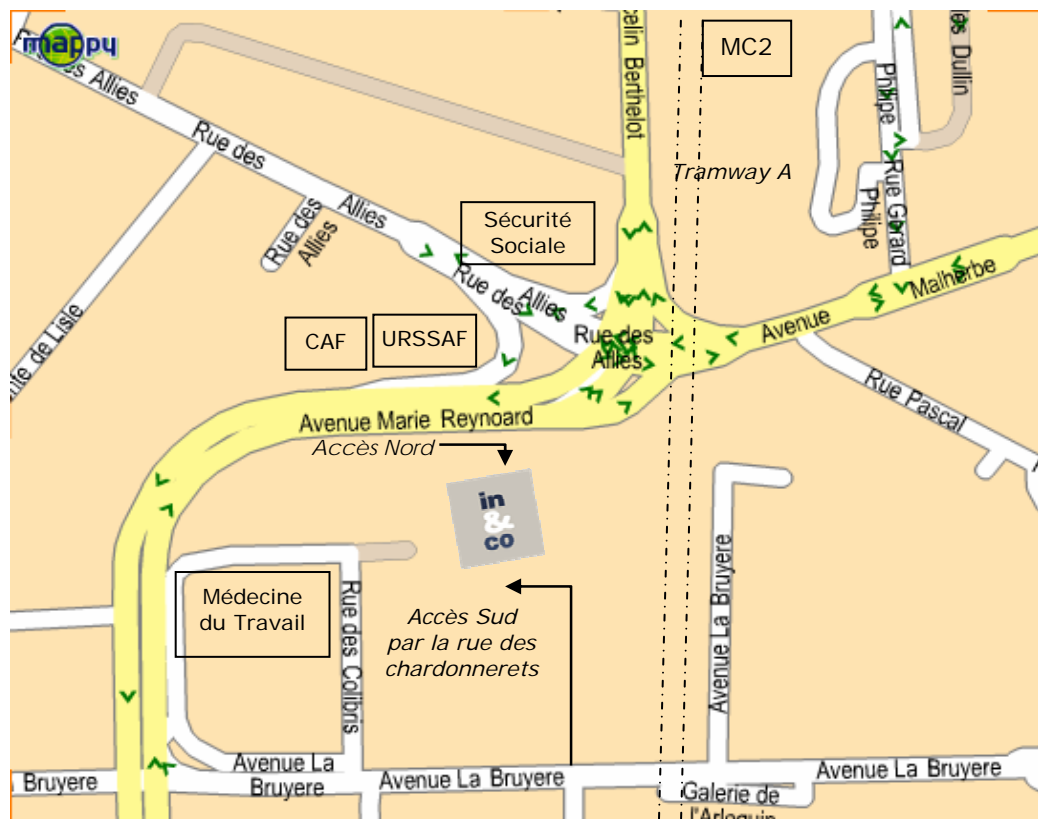 mappy
MC2
Philipe
Dullin
Allies
Berthelot
Rue des
Allies
Tramway A
Rue Gérard
Philipe
Rue des
Allies
Sécurité
Sociale
Rue des
Allies
Malherbe
Avenue
Rue des
Allies
CAF
URSSAF
de Lisle
Rue Pascal
Avenue Marie Reynoard
Accès Nord
in
&
co
Avenue La Bruyere
Médecine
du Travail
Rue des Colibris
Accès Sud
par la rue des
chardonnerets
Bruyere
Avenue La
Bruyere
Avenue La Bruyere
Avenue La Bruyere
Galerie de
l'Arlequin